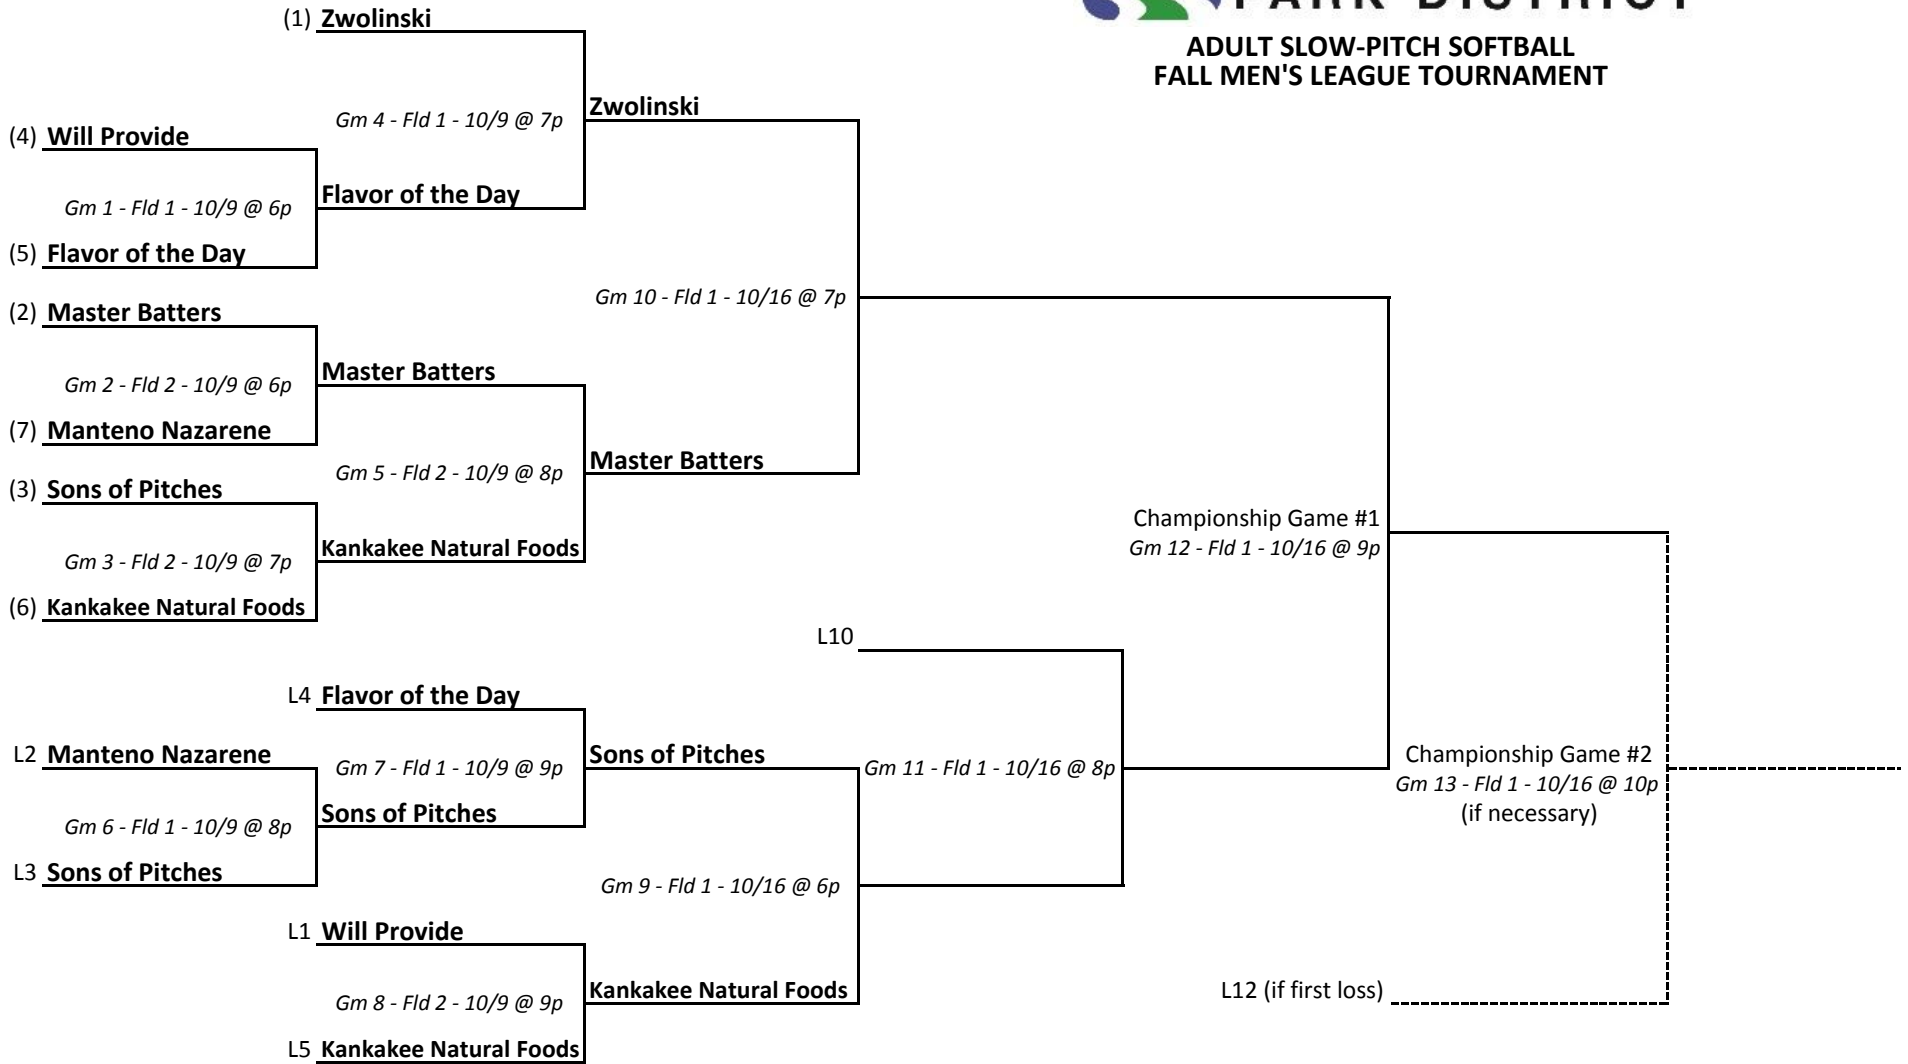 PARK DISTRICT
ADULT SLOW-PITCH SOFTBALL
FALL MEN'S LEAGUE TOURNAMENT
(1) Zwolinski
Gm 4 - Fld 1 - 10/9 @ 7p
Zwolinski
(4) Will Provide
Gm 1 - Fld 1 - 10/9 @ 6p
Flavor of the Day
(5) Flavor of the Day
(2) Master Batters
Gm 10 - Fld 1 - 10/16 @ 7p
Gm 2 - Fld 2 - 10/9 @ 6p
Master Batters
(7) Manteno Nazarene
Gm 5 - Fld 2 - 10/9 @ 8p
Master Batters
(3) Sons of Pitches
Gm 3 - Fld 2 - 10/9 @ 7p
Kankakee Natural Foods
(6) Kankakee Natural Foods
Championship Game #1
Gm 12 - Fld 1 - 10/16 @ 9p
L10
L4 Flavor of the Day
L2 Manteno Nazarene
Gm 7 - Fld 1 - 10/9 @ 9p
Sons of Pitches
Gm 11 - Fld 1 - 10/16 @ 8p
Championship Game #2
Gm 13 - Fld 1 - 10/16 @ 10p
(if necessary)
Gm 6 - Fld 1 - 10/9 @ 8p
Sons of Pitches
L3 Sons of Pitches
Gm 9 - Fld 1 - 10/16 @ 6p
L1 Will Provide
Gm 8 - Fld 2 - 10/9 @ 9p
Kankakee Natural Foods
L12 (if first loss)
L5 Kankakee Natural Foods